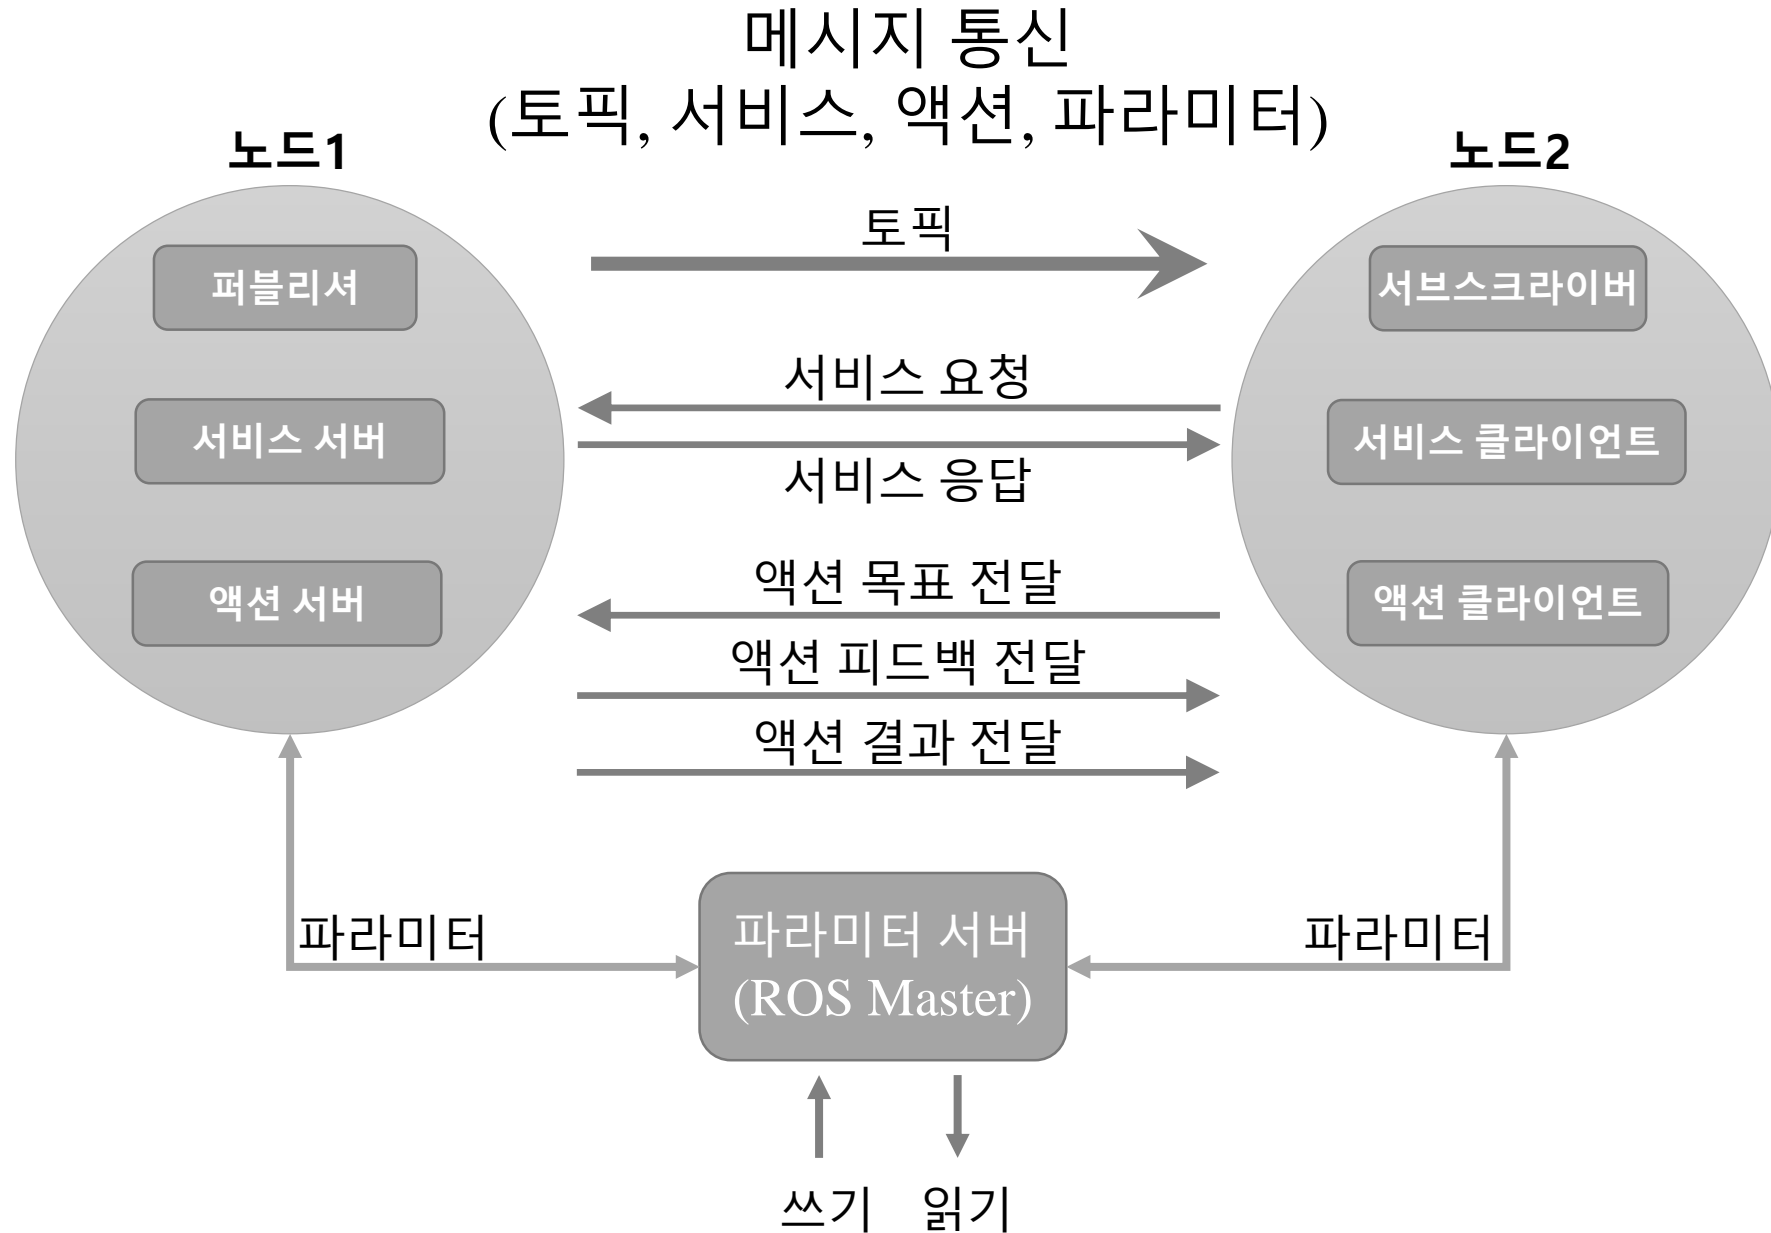 메시지 통신
(토픽, 서비스, 액션, 파라미터)
노드1
노드2
퍼블리셔
토픽
서브스크라이버
서비스 요청
서비스 서버
서비스 클라이언트
서비스 응답
액션 목표 전달
액션 서버
액션 클라이언트
액션 피드백 전달
액션 결과 전달
파라미터
파라미터 서버
(ROS Master)
파라미터
쓰기
읽기